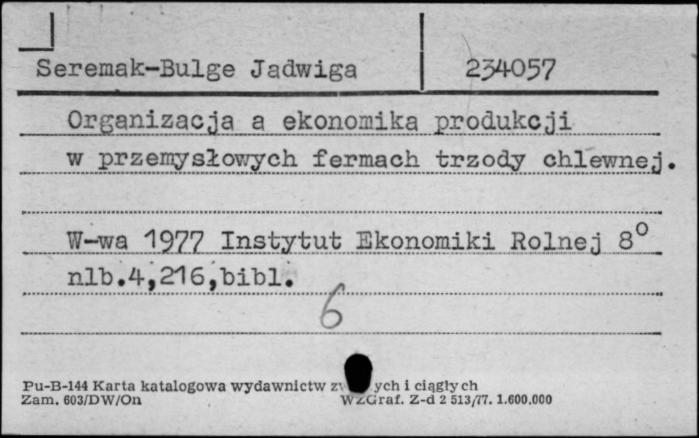 Seremak-Bulge Jadwiga 234057
Organizacja a ekonomika produkcji
w przemysłowych fermach trzody chlewnej.
W-wa 1977 Instytut Ekonomiki Rolnej 8°
nlb.4,216,bibl.
6
Pu-B-144 Karta katalogowa wydawnictw i ciągłych
Zam. 603/DW/On WZGraf. Z-d 2 513/77. 1.600.000